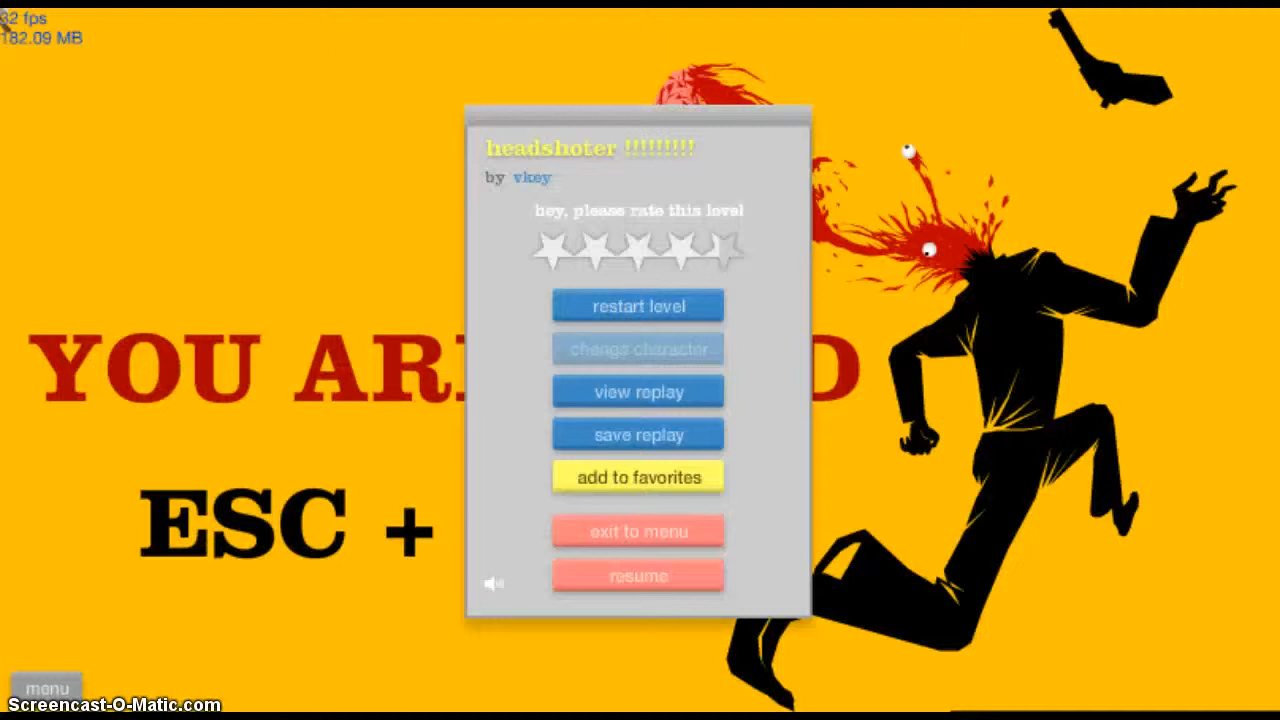 32 fps
182.09 MB
headshoter !!!!!!!!!
by vkey
hey, please rate this level
restart level
change character
YOU AR
D
view replay
save replay
add to favorites
ESC +
exit to menu
resume
menu
Screencast-O-Matic.com